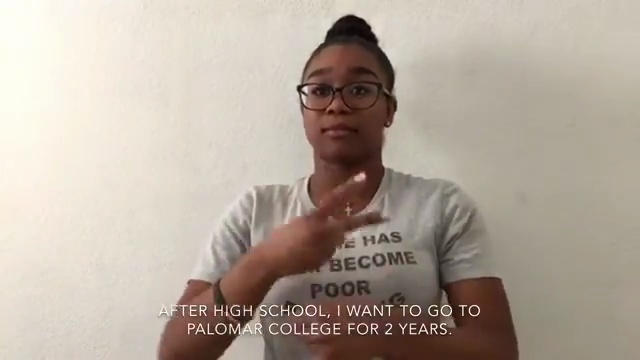 HAS
BECOME
POOR
AFTER HIGH SCHOOL, I WANT TO GO TO
PALOMAR COLLEGE FOR 2 YEARS.